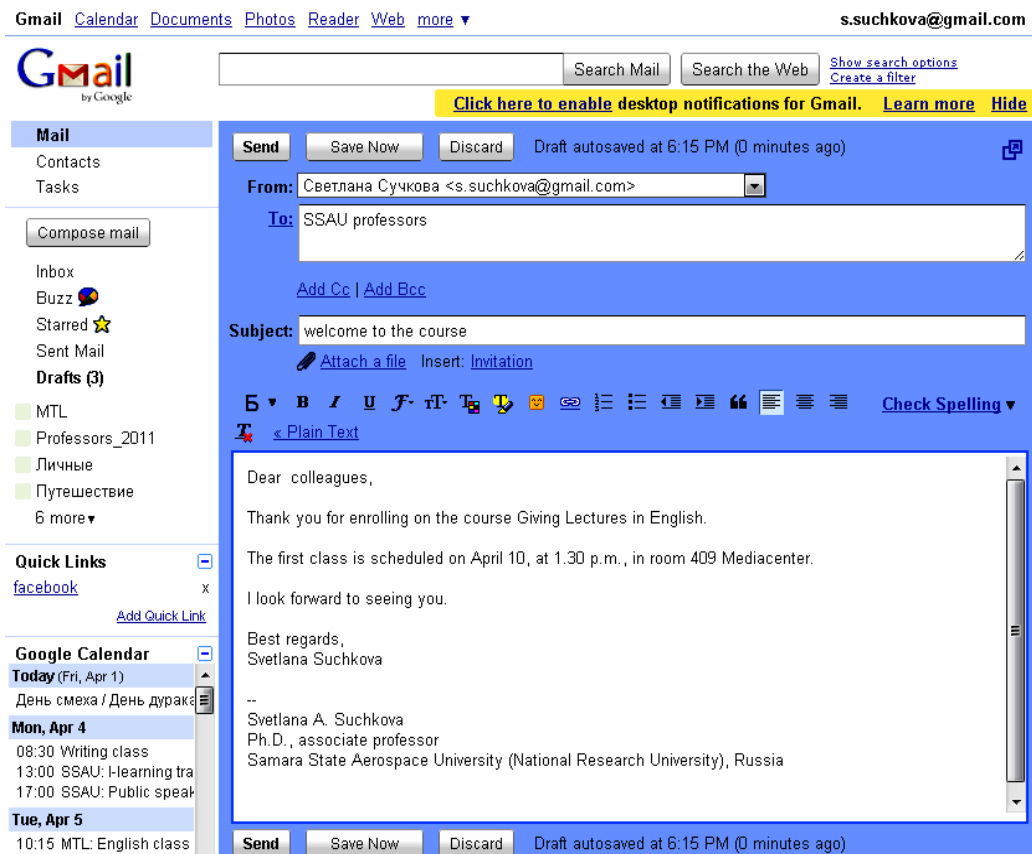 Gmail Calendar Documents Photos Reader Web more ▼ s.suchkova@gmail.com
Gmail
by Google
Search Mail Search the Web Show search options
Create a filter
Click here to enable desktop notifications for Gmail. Learn more Hide
Mail
Contacts
Tasks
Compose mail
Inbox
Buzz
Starred
Sent Mail
Drafts (3)
MTL
Professors_2011
Личные
Путешествие
6 more▼
Quick Links
facebook x
Add Quick Link
Google Calendar
Today (Fri, Apr 1)
День смеха / День дурака
Mon, Apr 4
08:30 Writing class
13:00 SSAU: I-learning tra
17:00 SSAU: Public speak
Tue, Apr 5
10:15 MTL: English class
Send Save Now Discard Draft autosaved at 6:15 PM (0 minutes ago)
From: Светлана Сучкова <s.suchkova@gmail.com>
To: SSAU professors
Add Cc | Add Bcc
Subject: welcome to the course
Attach a file Insert: Invitation
Б ▼ B I U F T T T Check Spelling ▼
T « Plain Text
Dear colleagues,
Thank you for enrolling on the course Giving Lectures in English.
The first class is scheduled on April 10, at 1.30 p.m., in room 409 Mediacenter.
I look forward to seeing you.
Best regards,
Svetlana Suchkova
--
Svetlana A. Suchkova
Ph.D., associate professor
Samara State Aerospace University (National Research University), Russia
Send Save Now Discard Draft autosaved at 6:15 PM (0 minutes ago)